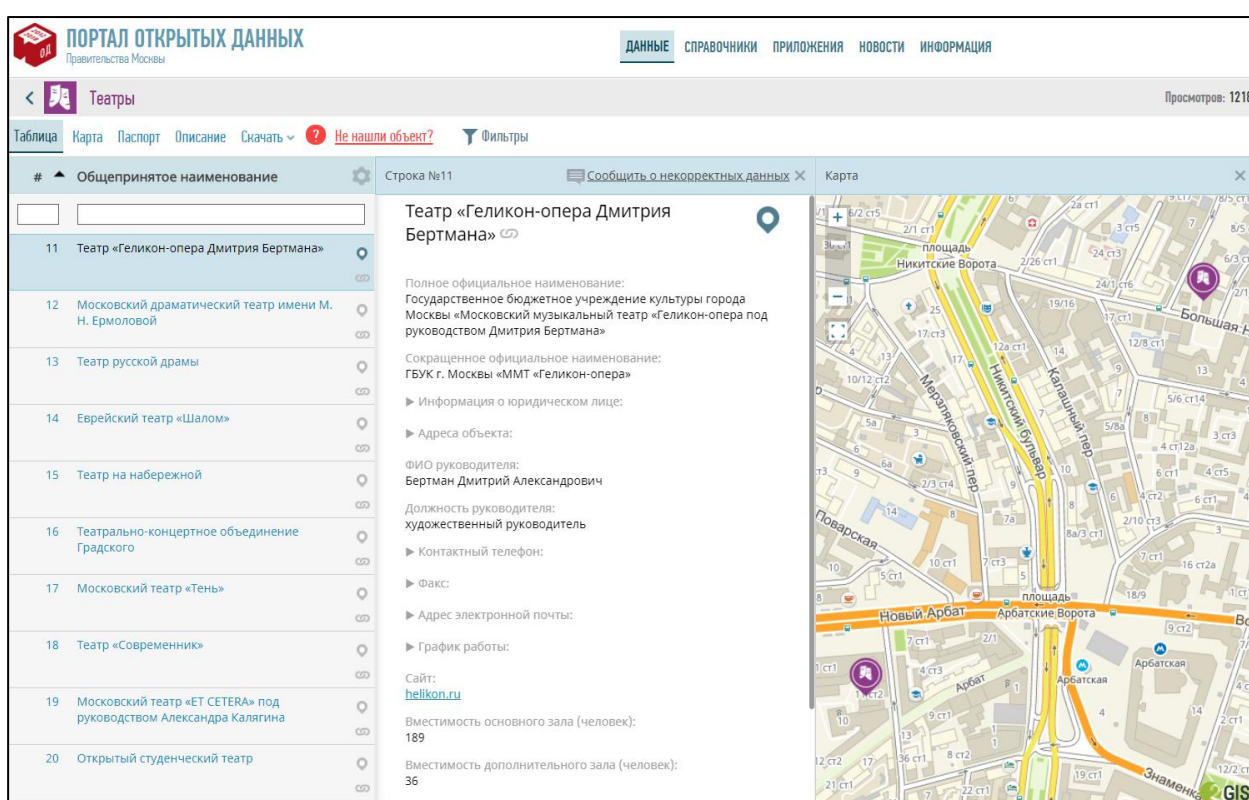 ПОРТАЛ ОТКРЫТЫХ ДАННЫХ
Правительства Москвы
ДАННЫЕ СПРАВОЧНИКИ ПРИЛОЖЕНИЯ НОВОСТИ ИНФОРМАЦИЯ
Театры
Просмотров: 1216
Таблица Карта Паспорт Описание Скачать ? Не нашли объект? Фильтры
# Общепринятое наименование
11 Театр «Геликон-опера Дмитрия Бертмана»
12 Московский драматический театр имени М.
Н. Ермоловой
13 Театр русской драмы
14 Еврейский театр «Шалом»
15 Театр на набережной
16 Театрально-концертное объединение
Градского
17 Московский театр «Тень»
18 Театр «Современник»
19 Московский театр «ET CETERA» под
руководством Александра Калягина
20 Открытый студенческий театр
Строка №11 Сообщить о некорректных данных
Театр «Геликон-опера Дмитрия
Бертмана»
Полное официальное наименование:
Государственное бюджетное учреждение культуры города
Москвы «Московский музыкальный театр «Геликон-опера под
руководством Дмитрия Бертмана»
Сокращенное официальное наименование:
ГБУК г. Москвы «ММТ «Геликон-опера»
Информация о юридическом лице:
Адреса объекта:
ФИО руководителя:
Бертман Дмитрий Александрович
Должность руководителя:
художественный руководитель
Контактный телефон:
Факс:
Адрес электронной почты:
График работы:
Сайт:
helikon.ru
Вместимость основного зала (человек):
189
Вместимость дополнительного зала (человек):
36
Карта
площадь
Никитские Ворота
Большая
Мерзляковский пер
Никитский бульвар
Калашный пер
Поварская
Новый Арбат
площадь
Арбатские Ворота
Арбатская
Арбатская
Арбат
2GIS